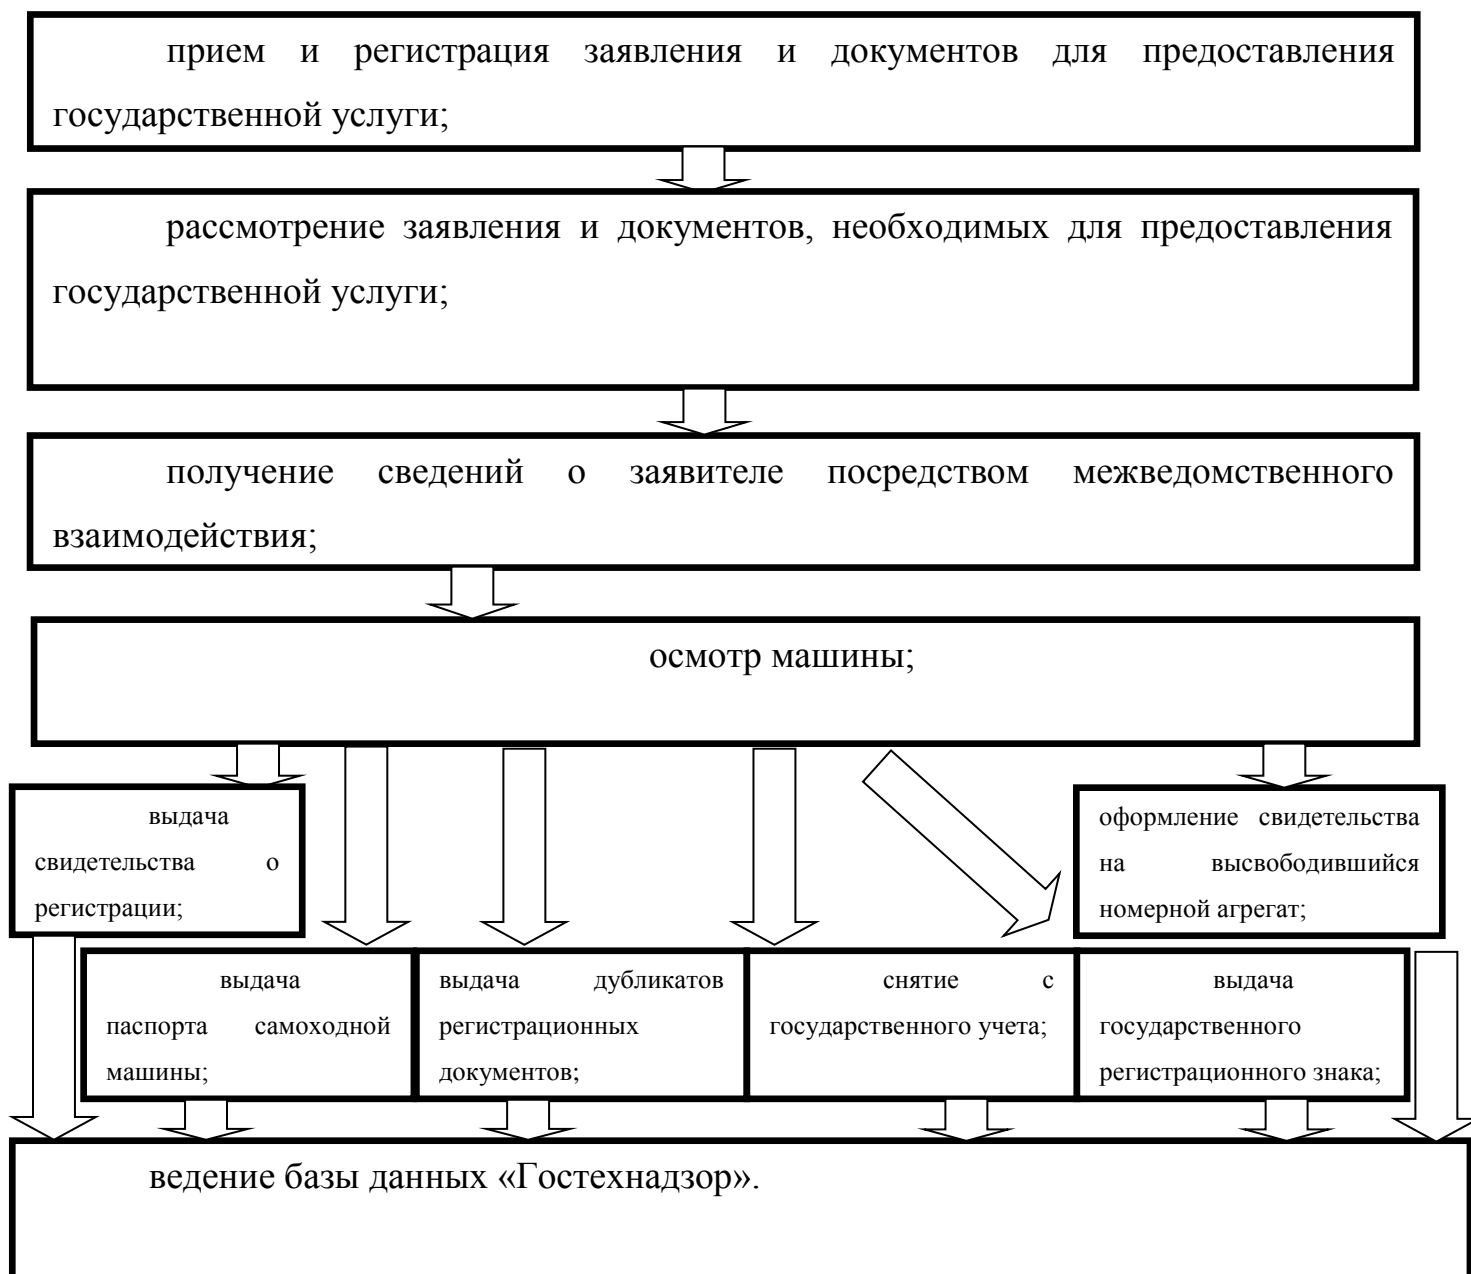 прием и регистрация заявления и документов для предоставления
государственной услуги;
рассмотрение заявления и документов, необходимых для предоставления
государственной услуги;
получение сведений о заявителе посредством межведомственного
взаимодействия;
осмотр машины;
выдача
свидетельства о
регистрации;
оформление свидетельства
на высвободившийся
номерной агрегат;
выдача
паспорта самоходной
машины;
выдача дубликатов
регистрационных
документов;
снятие с
государственного учета;
выдача
государственного
регистрационного знака;
ведение базы данных «Гостехнадзор».